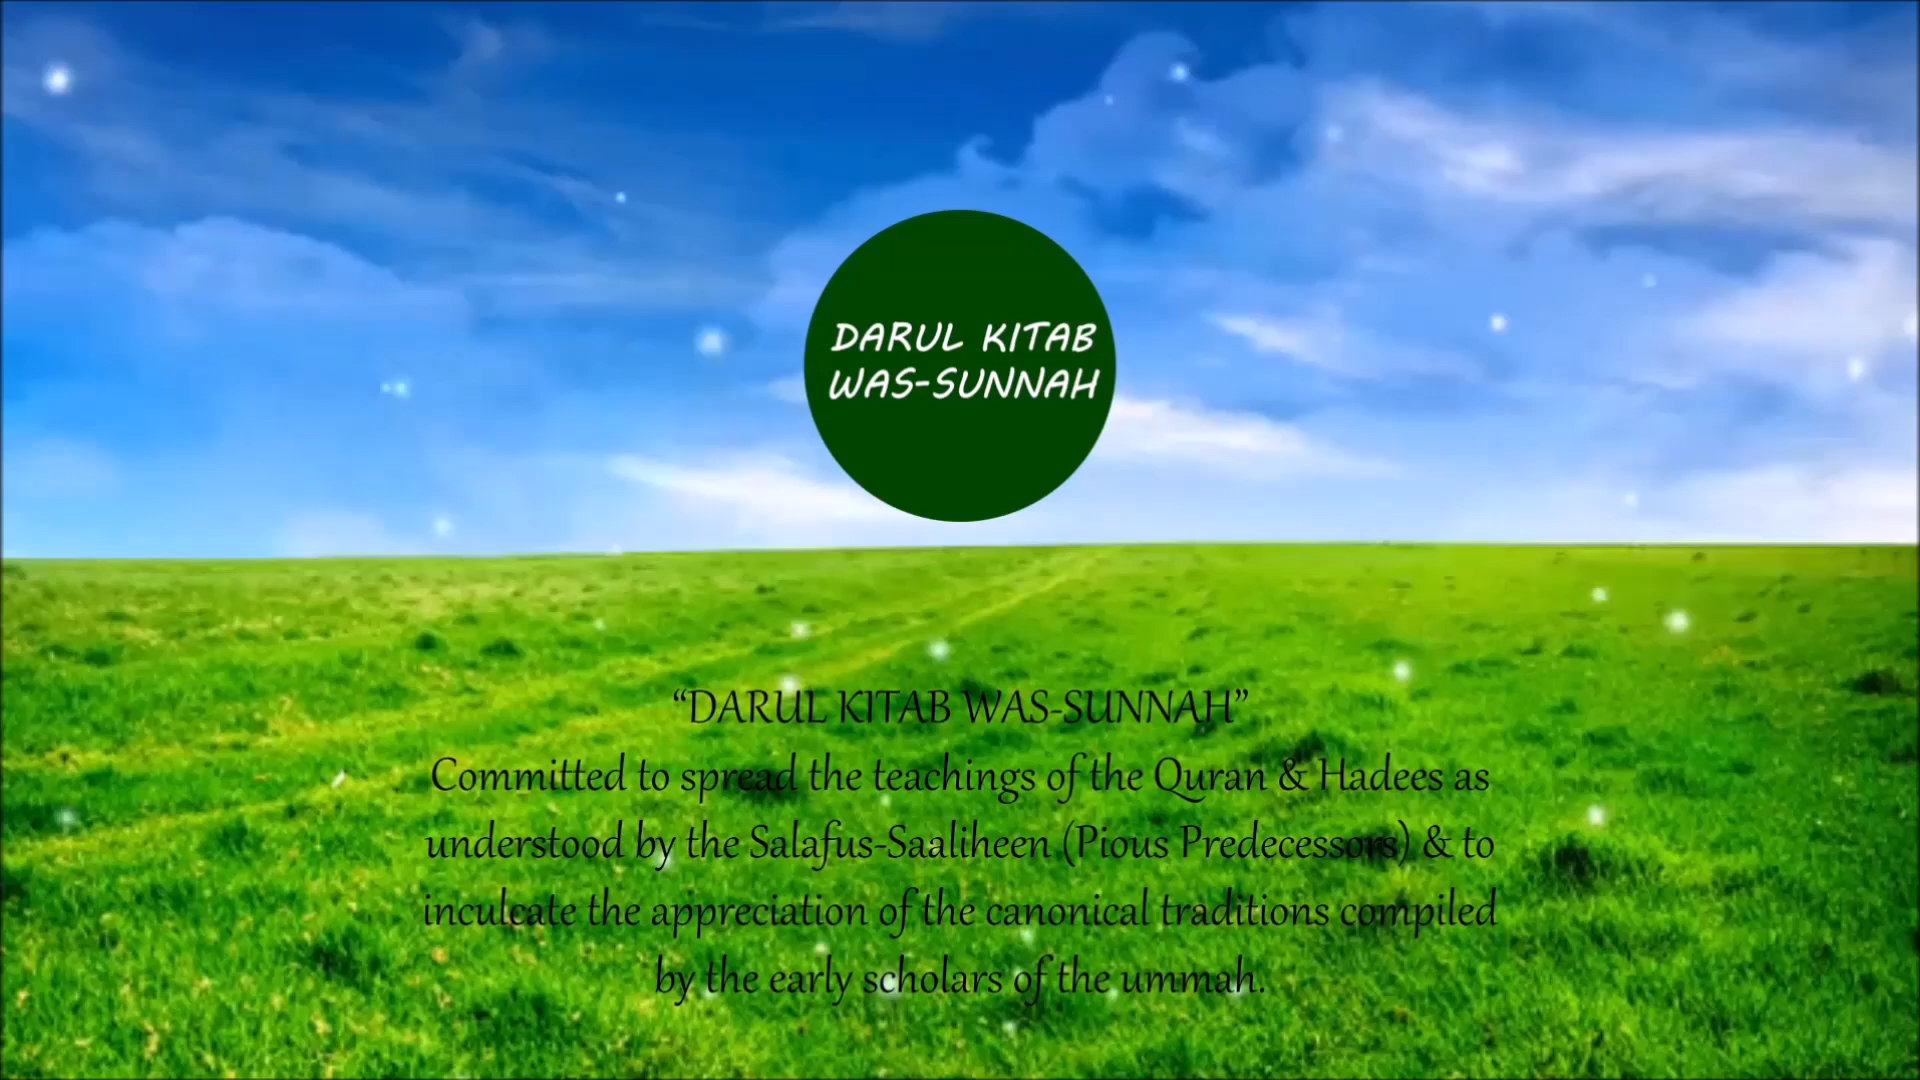 DARUL KITAB
WAS-SUNNAH
“DARUL KITAB WAS-SUNNAH”
Committed to spread the teachings of the Quran & Hadees as
understood by the Salafus-Saaliheen (Pious Predecessors) & to
inculcate the appreciation of the canonical traditions compiled
by the early scholars of the ummah.